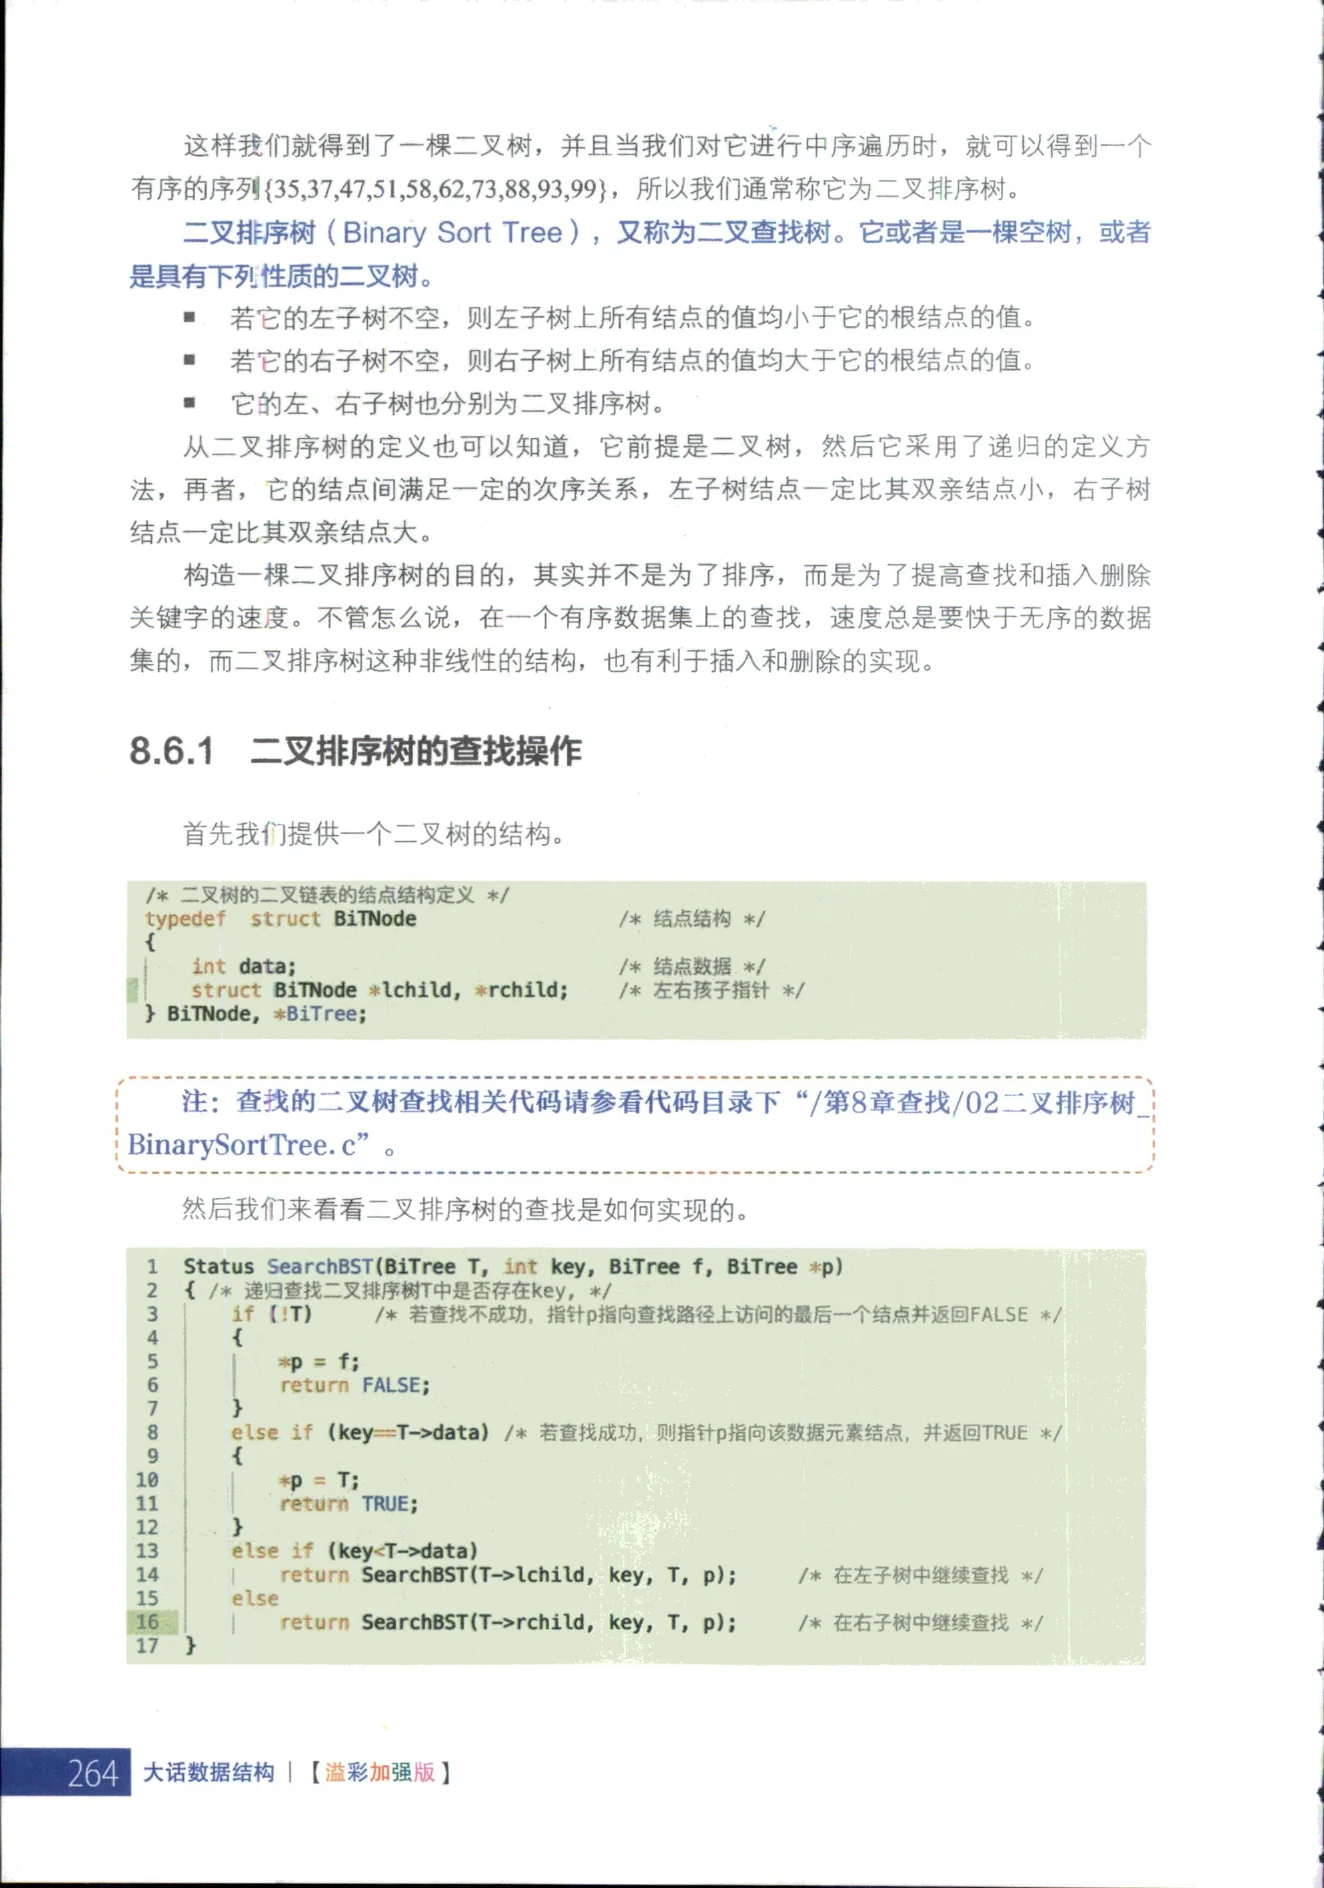 这样我们就得到了一棵二叉树，并且当我们对它进行中序遍历时，就可以得到一个
有序的序列{35,37,47,51,58,62,73,88,93,99}，所以我们通常称它为二叉排序树。
二叉排序树（Binary Sort Tree），又称为二叉查找树。它或者是一棵空树，或者
是具有下列性质的二叉树。
■ 若它的左子树不空，则左子树上所有结点的值均小于它的根结点的值。
■ 若它的右子树不空，则右子树上所有结点的值均大于它的根结点的值。
■ 它的左、右子树也分别为二叉排序树。
从二叉排序树的定义也可以知道，它前提是二叉树，然后它采用了递归的定义方
法，再者，它的结点间满足一定的次序关系，左子树结点一定比其双亲结点小，右子树
结点一定比其双亲结点大。
构造一棵二叉排序树的目的，其实并不是为了排序，而是为了提高查找和插入删除
关键字的速度。不管怎么说，在一个有序数据集上的查找，速度总是要快于无序的数据
集的，而二叉排序树这种非线性的结构，也有利于插入和删除的实现。
8.6.1 二叉排序树的查找操作
首先我们提供一个二叉树的结构。
/* 二叉树的二叉链表的结点结构定义 */
typedef struct BiTNode /* 结点结构 */
{
int data; /* 结点数据 */
struct BiTNode *lchild, *rchild; /* 左右孩子指针 */
} BiTNode, *BiTree;
注：查找的二叉树查找相关代码请参看代码目录下“/第8章查找/02二叉排序树_
BinarySortTree.c”。
然后我们来看看二叉排序树的查找是如何实现的。
1 Status SearchBST(BiTree T, int key, BiTree f, BiTree *p)
2 { /* 递归查找二叉排序树T中是否存在key, */
3 if (!T) /* 若查找不成功，指针p指向查找路径上访问的最后一个结点并返回FALSE */
4 {
5 *p = f;
6 return FALSE;
7 }
8 else if (key==T->data) /* 若查找成功，则指针p指向该数据元素结点，并返回TRUE */
9 {
10 *p = T;
11 return TRUE;
12 }
13 else if (key<T->data)
14 return SearchBST(T->lchild, key, T, p); /* 在左子树中继续查找 */
15 else
16 return SearchBST(T->rchild, key, T, p); /* 在右子树中继续查找 */
17 }
264 大话数据结构 | 【溢彩加强版】